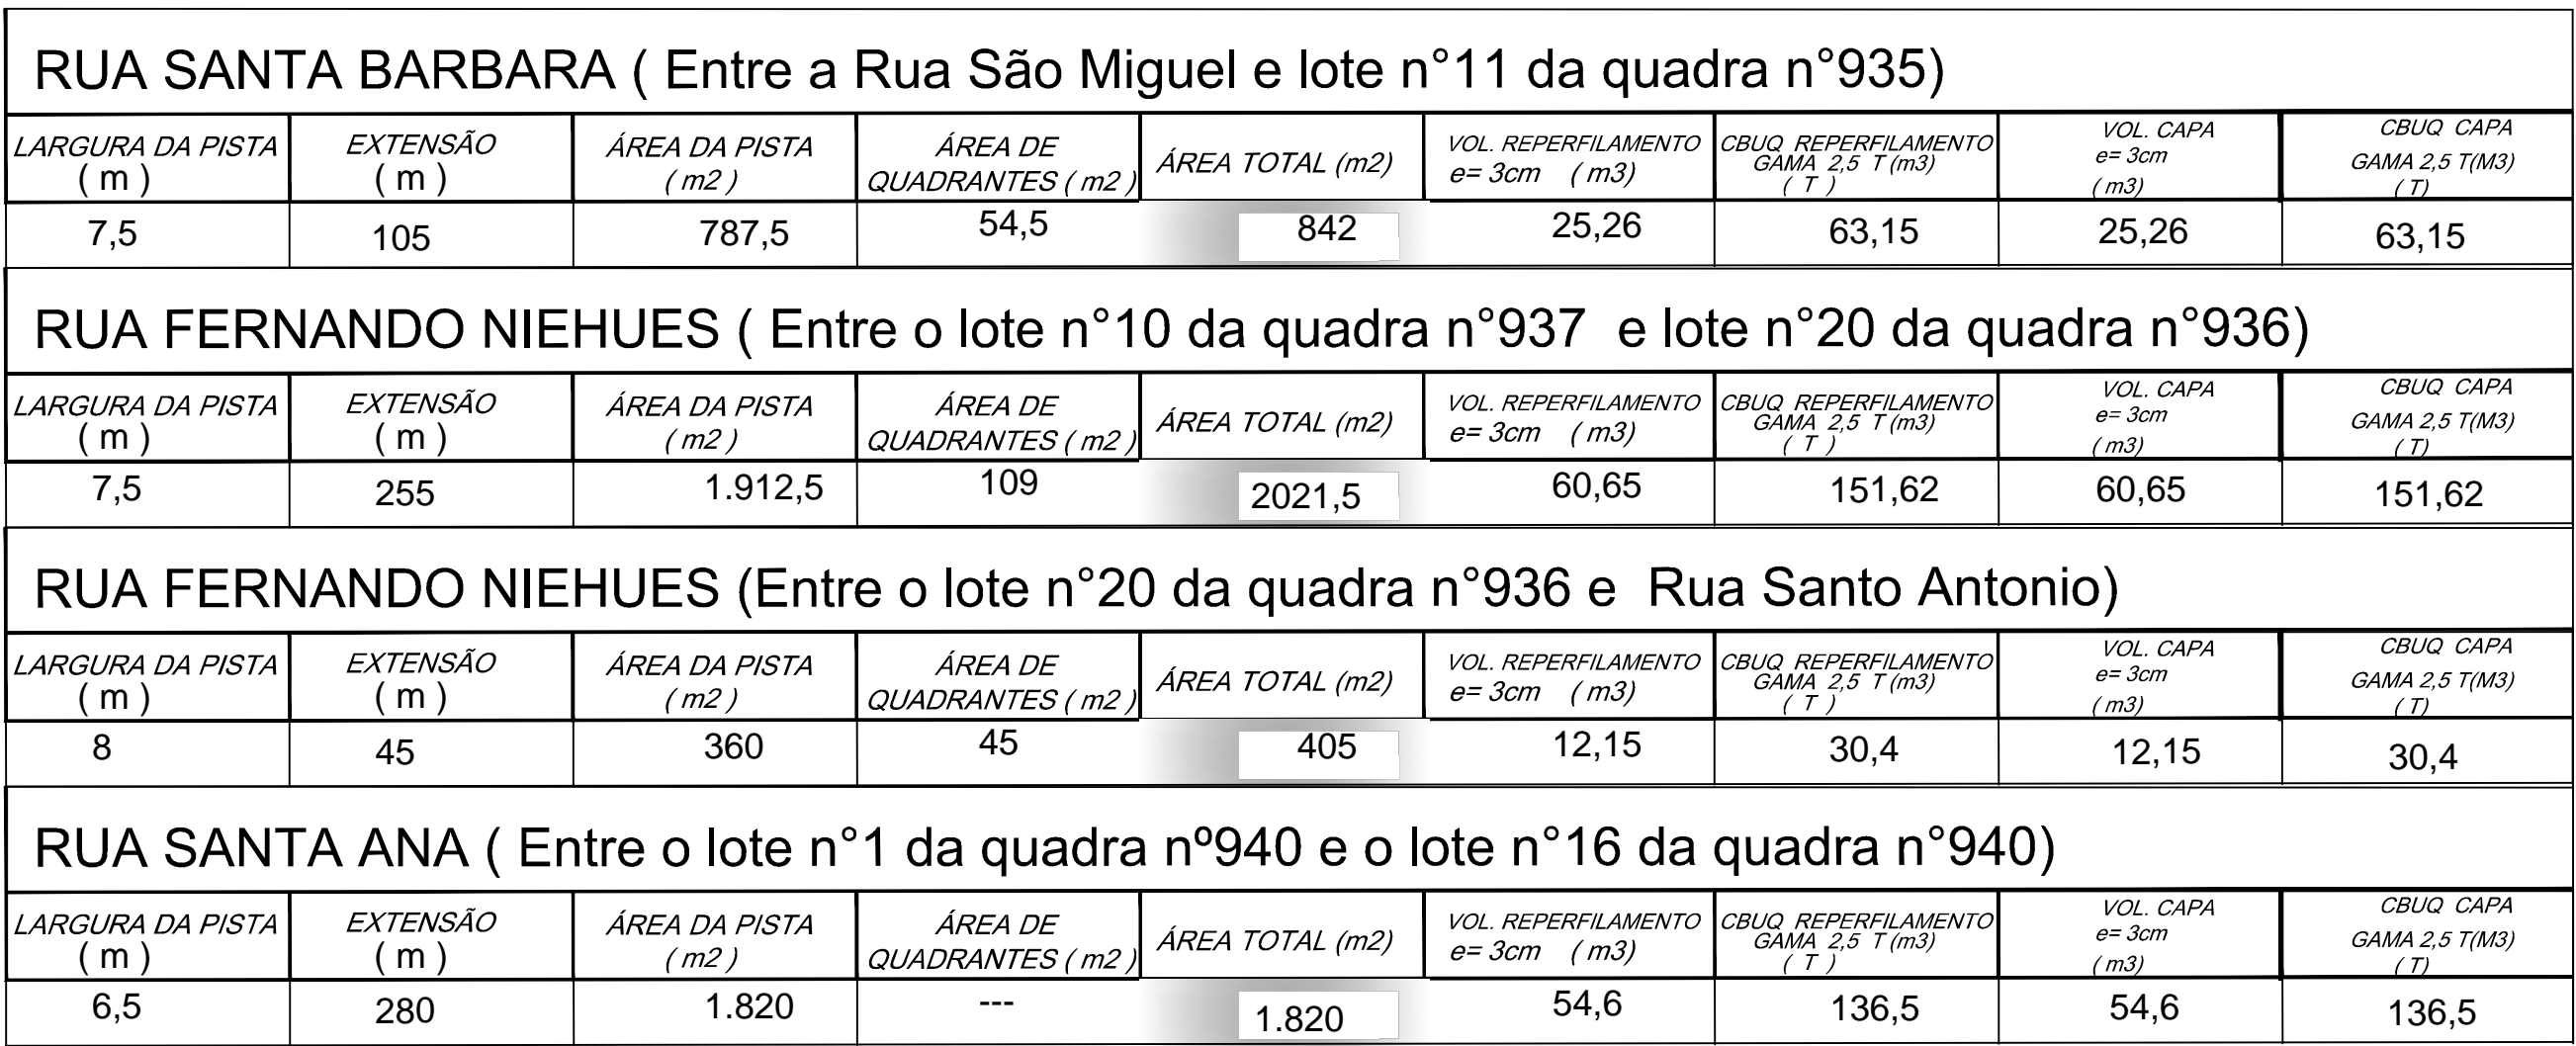 RUA SANTA BARBARA ( Entre a Rua São Miguel e lote n°11 da quadra n°935)
LARGURA DA PISTA ( m ) EXTENSÃO ( m ) ÁREA DA PISTA ( m2 ) ÁREA DE QUADRANTES ( m2 ) ÁREA TOTAL (m2) VOL. REPERFILAMENTO e= 3cm ( m3) CBUQ REPERFILAMENTO GAMA 2,5 T (m3) ( T ) VOL. CAPA e= 3cm ( m3) CBUQ CAPA GAMA 2,5 T(M3) ( T)
7,5 105 787,5 54,5 842 25,26 63,15 25,26 63,15
RUA FERNANDO NIEHUES ( Entre o lote n°10 da quadra n°937 e lote n°20 da quadra n°936)
LARGURA DA PISTA ( m ) EXTENSÃO ( m ) ÁREA DA PISTA ( m2 ) ÁREA DE QUADRANTES ( m2 ) ÁREA TOTAL (m2) VOL. REPERFILAMENTO e= 3cm ( m3) CBUQ REPERFILAMENTO GAMA 2,5 T (m3) ( T ) VOL. CAPA e= 3cm ( m3) CBUQ CAPA GAMA 2,5 T(M3) ( T)
7,5 255 1.912,5 109 2021,5 60,65 151,62 60,65 151,62
RUA FERNANDO NIEHUES (Entre o lote n°20 da quadra n°936 e Rua Santo Antonio)
LARGURA DA PISTA ( m ) EXTENSÃO ( m ) ÁREA DA PISTA ( m2 ) ÁREA DE QUADRANTES ( m2 ) ÁREA TOTAL (m2) VOL. REPERFILAMENTO e= 3cm ( m3) CBUQ REPERFILAMENTO GAMA 2,5 T (m3) ( T ) VOL. CAPA e= 3cm ( m3) CBUQ CAPA GAMA 2,5 T(M3) ( T)
8 45 360 45 405 12,15 30,4 12,15 30,4
RUA SANTA ANA ( Entre o lote n°1 da quadra nº940 e o lote n°16 da quadra n°940)
LARGURA DA PISTA ( m ) EXTENSÃO ( m ) ÁREA DA PISTA ( m2 ) ÁREA DE QUADRANTES ( m2 ) ÁREA TOTAL (m2) VOL. REPERFILAMENTO e= 3cm ( m3) CBUQ REPERFILAMENTO GAMA 2,5 T (m3) ( T ) VOL. CAPA e= 3cm ( m3) CBUQ CAPA GAMA 2,5 T(M3) ( T)
6,5 280 1.820 --- 1.820 54,6 136,5 54,6 136,5